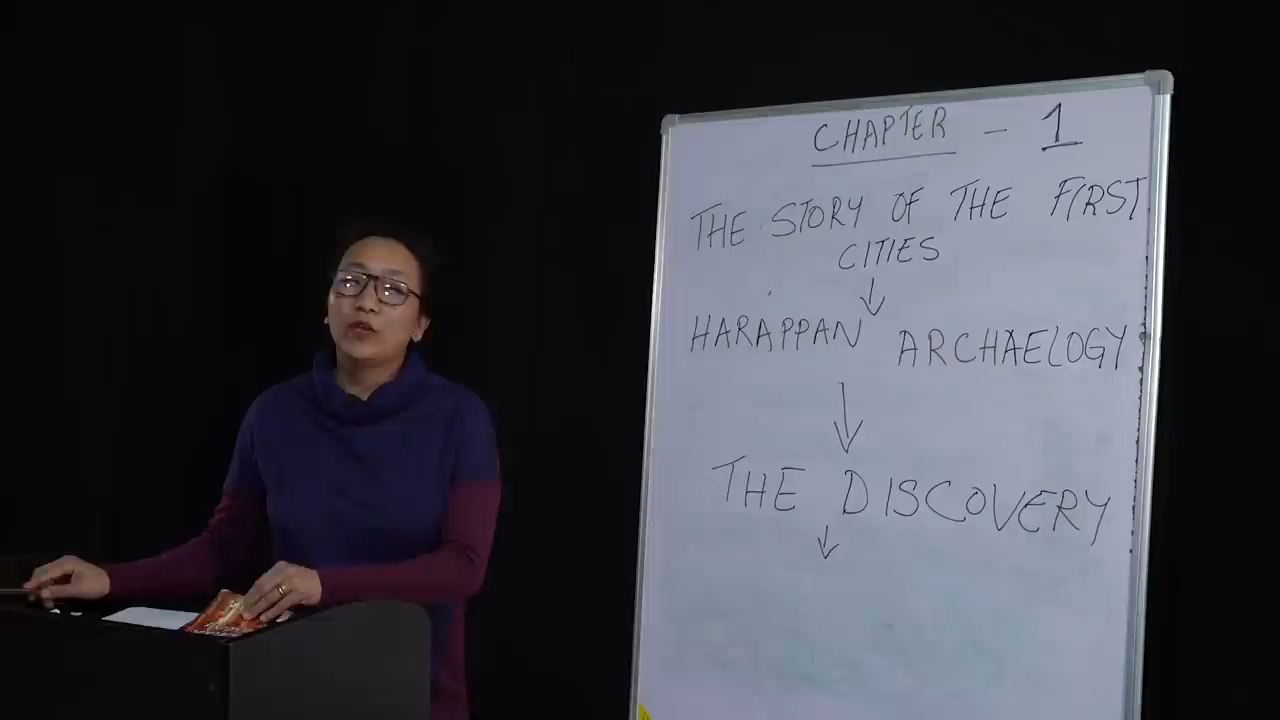 CHAPTER - 1
THE STORY OF THE FIRST
CITIES
↓
HARAPPAN ARCHAELOGY
↓
THE DISCOVERY
↓